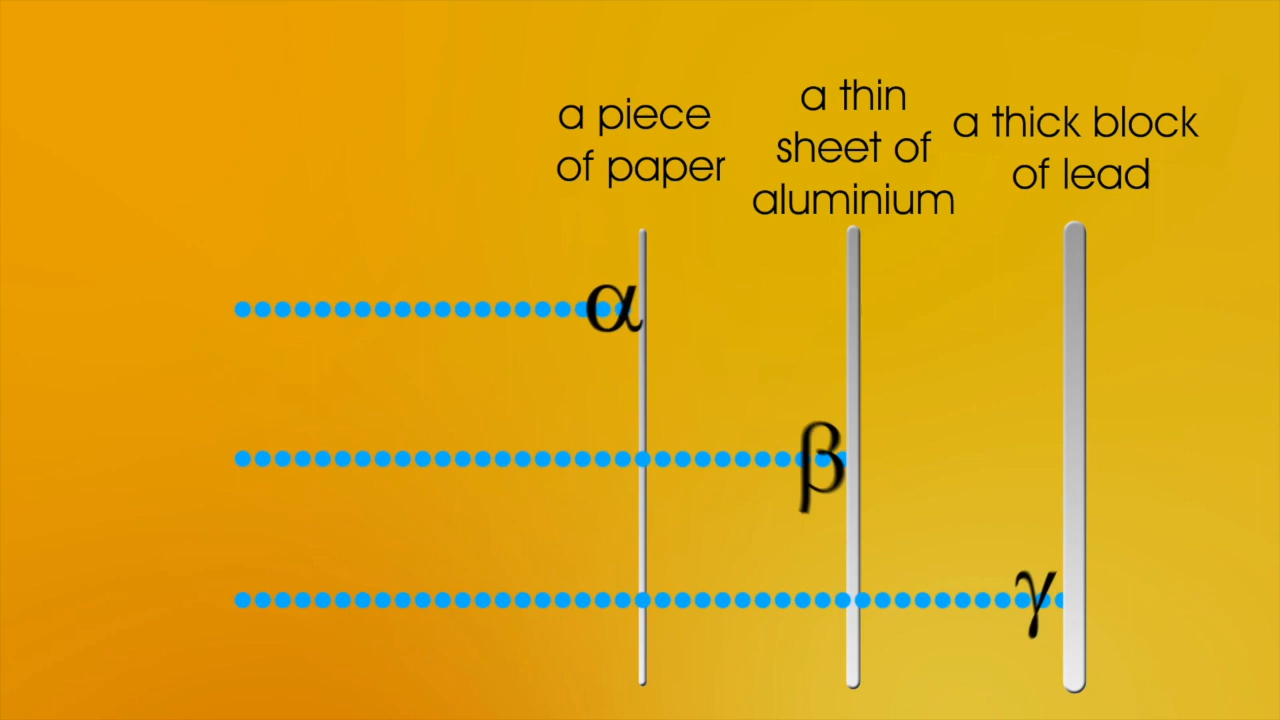 a piece
of paper
a thin
sheet of
aluminium
a thick block
of lead
α
β
γ